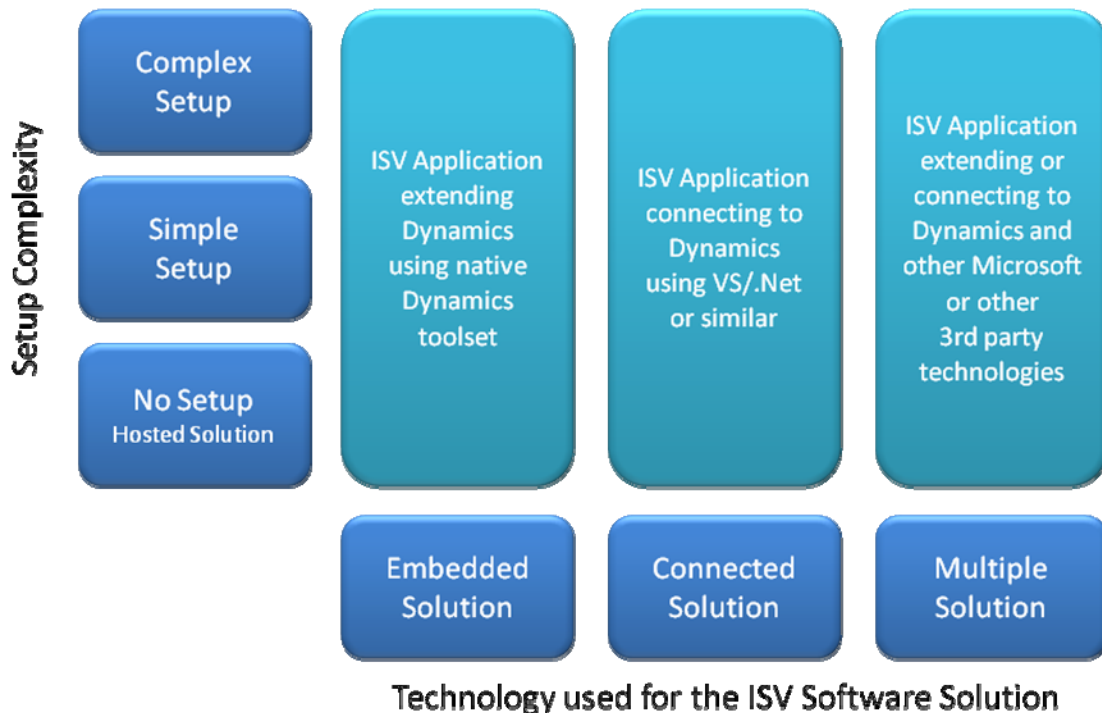 Setup Complexity
Complex
Setup
Simple
Setup
No Setup
Hosted Solution
ISV Application
extending
Dynamics
using native
Dynamics
toolset
ISV Application
connecting to
Dynamics
using VS/.Net
or similar
ISV Application
extending or
connecting to
Dynamics and
other Microsoft
or other
3rd party
technologies
Embedded
Solution
Connected
Solution
Multiple
Solution
Technology used for the ISV Software Solution